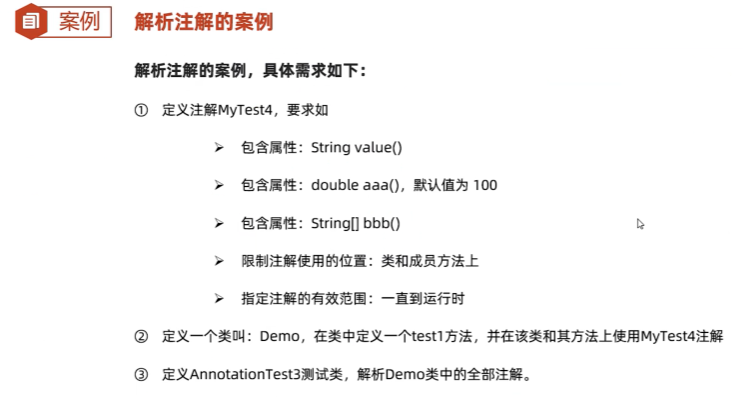 案例
解析注解的案例
解析注解的案例，具体需求如下：
① 定义注解MyTest4，要求如
➢ 包含属性：String value()
➢ 包含属性：double aaa()，默认值为 100
➢ 包含属性：String[] bbb()
➢ 限制注解使用的位置：类和成员方法上
➢ 指定注解的有效范围：一直到运行时
② 定义一个类叫：Demo，在类中定义一个test1方法，并在该类和其方法上使用MyTest4注解
③ 定义AnnotationTest3测试类，解析Demo类中的全部注解。